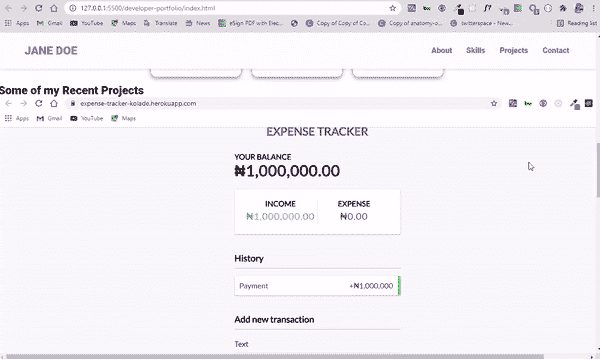 127.0.0.1:5500/developer-portfolio/index.html
Apps Gmail YouTube Maps News Translate News eSign PDF with Elec... Copy of Copy of Co... Copy of anatomy-o... twitterspace - New... Reading list
JANE DOE About Skills Projects Contact
Some of my Recent Projects
expense-tracker-kolade.herokuapp.com
Apps Gmail YouTube Maps
EXPENSE TRACKER
YOUR BALANCE
₦1,000,000.00
INCOME EXPENSE
₦1,000,000.00 ₦0.00
History
Payment +₦1,000,000
Add new transaction
Text